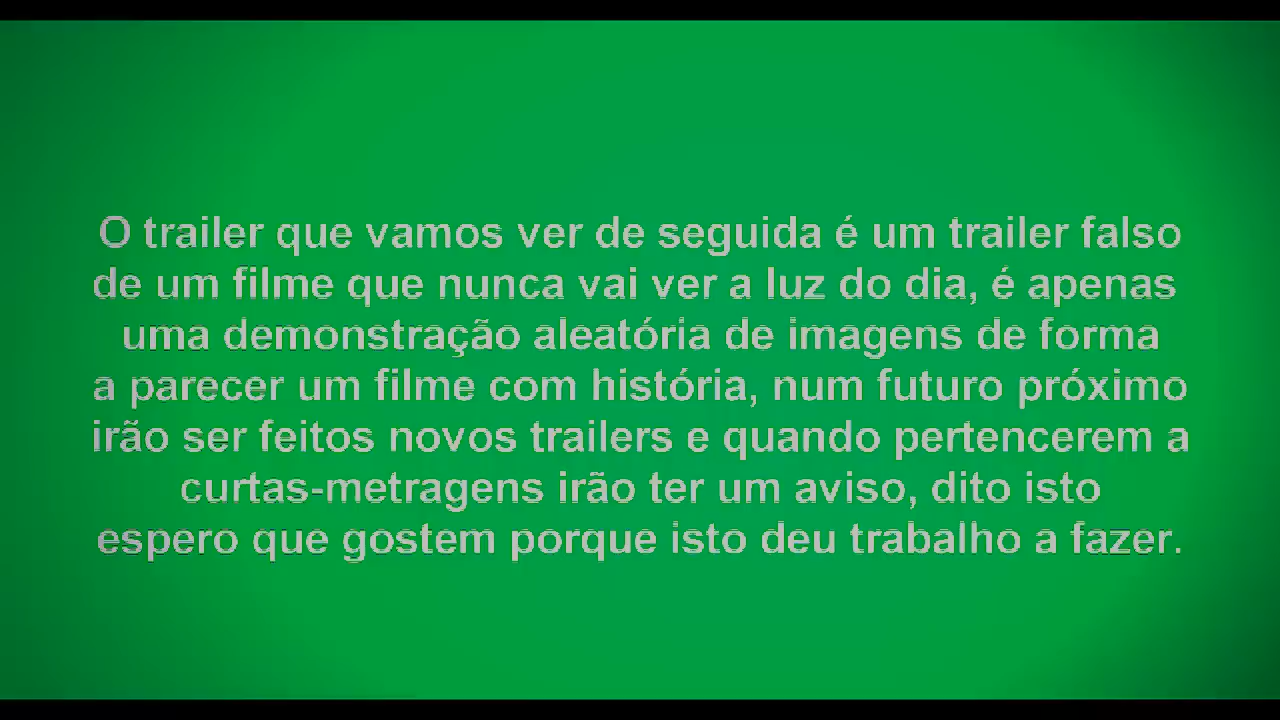 O trailer que vamos ver de seguida é um trailer falso
de um filme que nunca vai ver a luz do dia, é apenas
uma demonstração aleatória de imagens de forma
a parecer um filme com história, num futuro próximo
irão ser feitos novos trailers e quando pertencerem a
curtas-metragens irão ter um aviso, dito isto
espero que gostem porque isto deu trabalho a fazer.